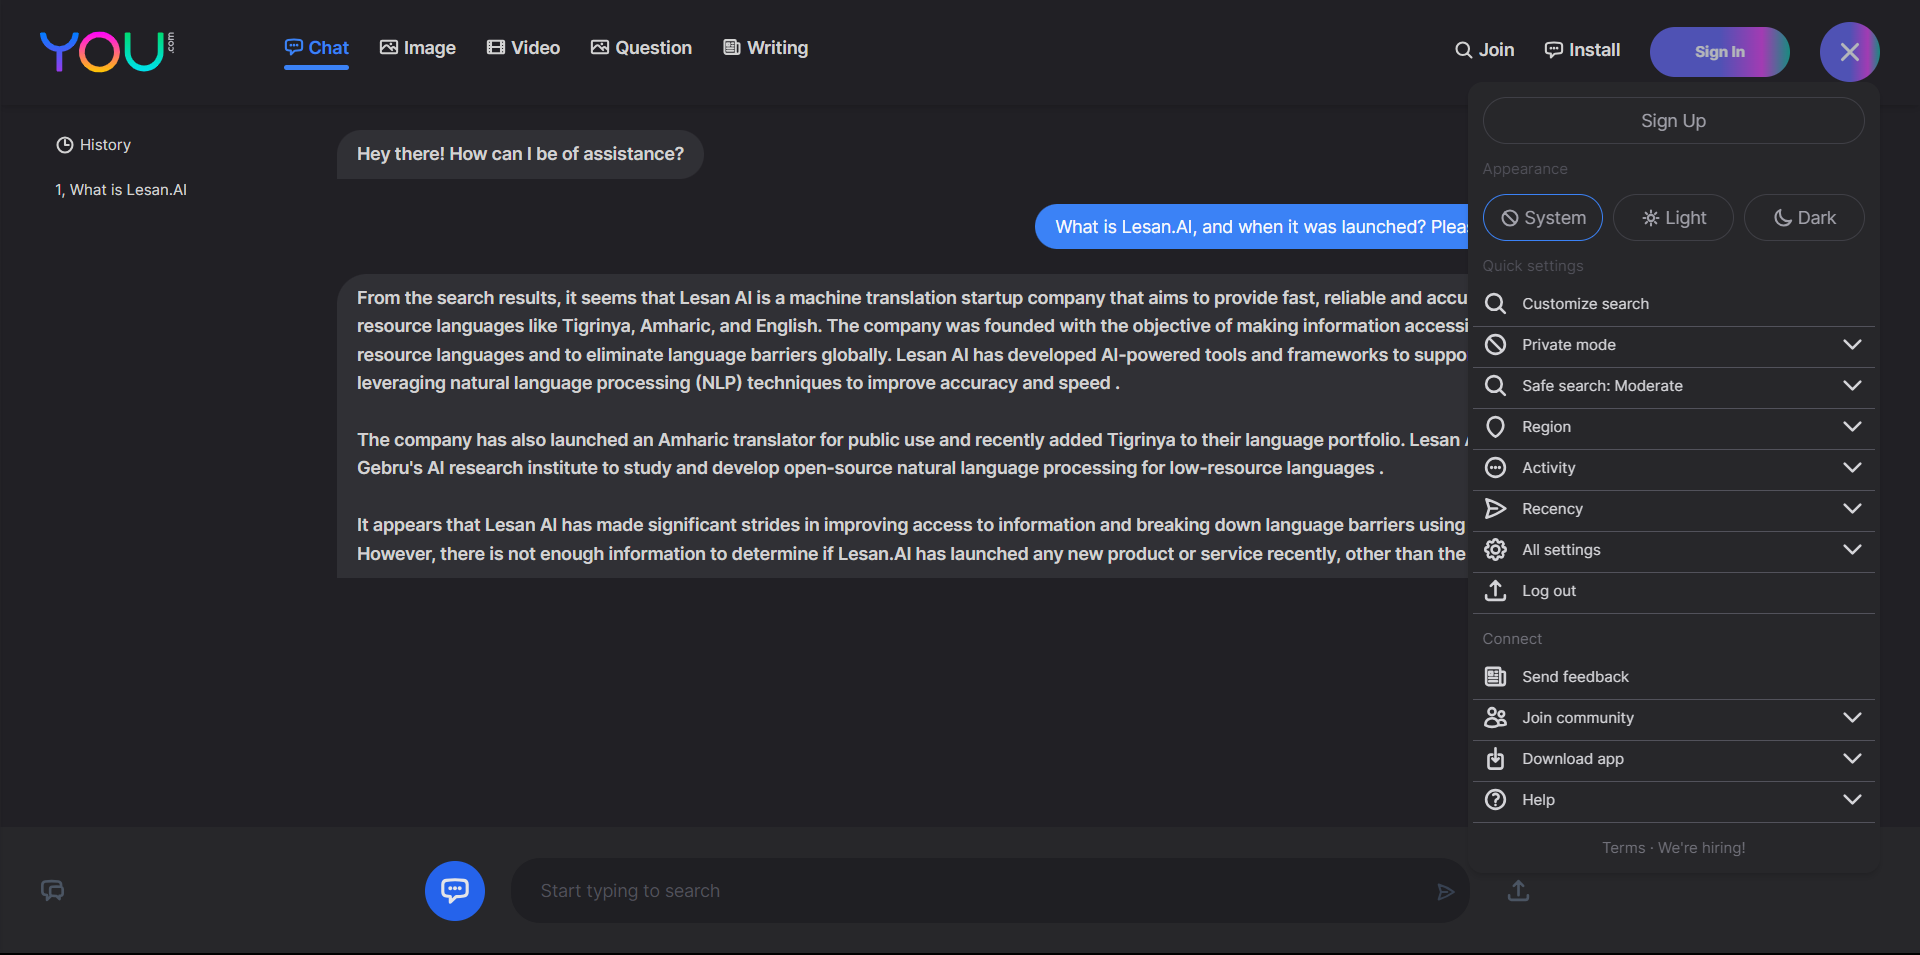 YOU.com
Chat
Image
Video
Question
Writing
Join
Install
Sign In
History
1, What is Lesan.AI
Hey there! How can I be of assistance?
What is Lesan.AI, and when it was launched? Plea
From the search results, it seems that Lesan AI is a machine translation startup company that aims to provide fast, reliable and accu
resource languages like Tigrinya, Amharic, and English. The company was founded with the objective of making information accessi
resource languages and to eliminate language barriers globally. Lesan AI has developed AI-powered tools and frameworks to suppo
leveraging natural language processing (NLP) techniques to improve accuracy and speed .
The company has also launched an Amharic translator for public use and recently added Tigrinya to their language portfolio. Lesan
Gebru's AI research institute to study and develop open-source natural language processing for low-resource languages .
It appears that Lesan AI has made significant strides in improving access to information and breaking down language barriers using
However, there is not enough information to determine if Lesan.AI has launched any new product or service recently, other than the
Start typing to search
Sign Up
Appearance
System
Light
Dark
Quick settings
Customize search
Private mode
Safe search: Moderate
Region
Activity
Recency
All settings
Log out
Connect
Send feedback
Join community
Download app
Help
Terms · We're hiring!